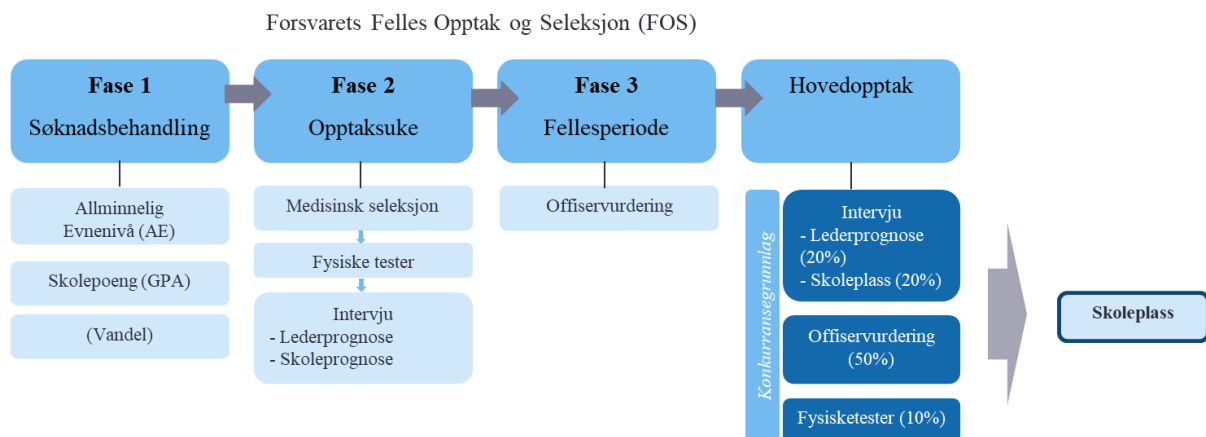 Forsvarets Felles Opptak og Seleksjon (FOS)
Fase 1
Søknadsbehandling
Allminnelig
Evnenivå (AE)
Skolepoeng (GPA)
(Vandel)
Fase 2
Opptaksuke
Medisinsk seleksjon
Fysiske tester
Intervju
- Lederprognose
- Skoleprognose
Fase 3
Fellesperiode
Offiservurdering
Hovedopptak
Konkurransegrunnlag
Intervju
- Lederprognose
(20%)
- Skoleplass (20%)
Offiservurdering
(50%)
Fysisketester (10%)
Skoleplass